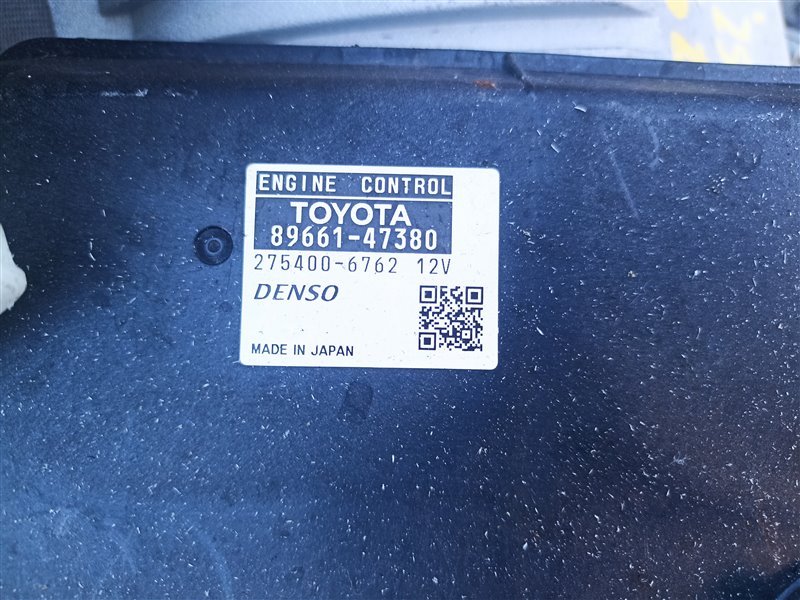 ENGINE CONTROL
TOYOTA
89661-47380
275400-6762 12V
DENSO
MADE IN JAPAN